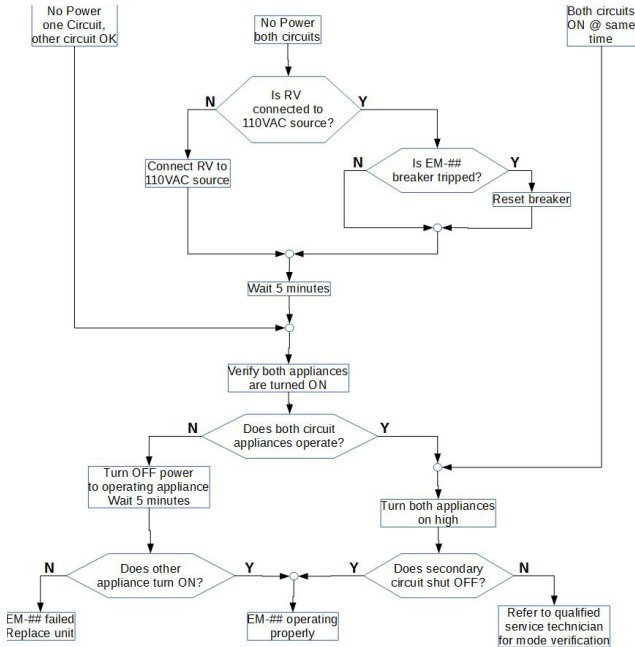 No Power
one Circuit,
other circuit OK
No Power
both circuits
Both circuits
ON @ same
time
Is RV
connected to
110VAC source?
N
Y
Connect RV to
110VAC source
Is EM-##
breaker tripped?
N
Y
Reset breaker
Wait 5 minutes
Verify both appliances
are turned ON
Does both circuit
appliances operate?
N
Y
Turn OFF power
to operating appliance
Wait 5 minutes
Turn both appliances
on high
Does other
appliance turn ON?
N
Y
Does secondary
circuit shut OFF?
Y
N
EM-## failed
Replace unit
EM-## operating
properly
Refer to qualified
service technician
for mode verification